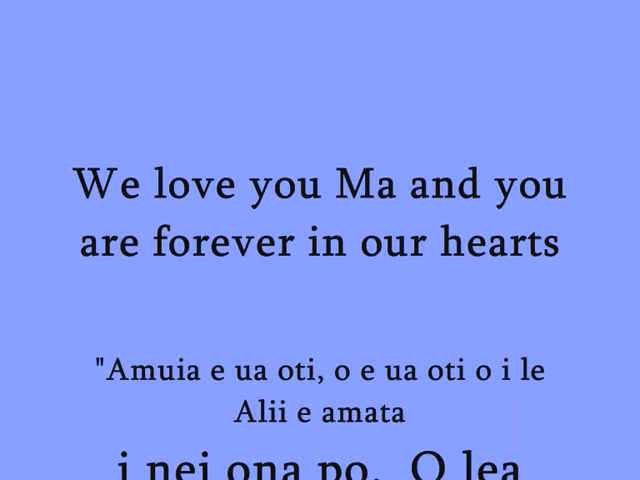 We love you Ma and you
are forever in our hearts
"Amuia e ua oti, o e ua oti o i le
Alii e amata
i nei ona po. O lea